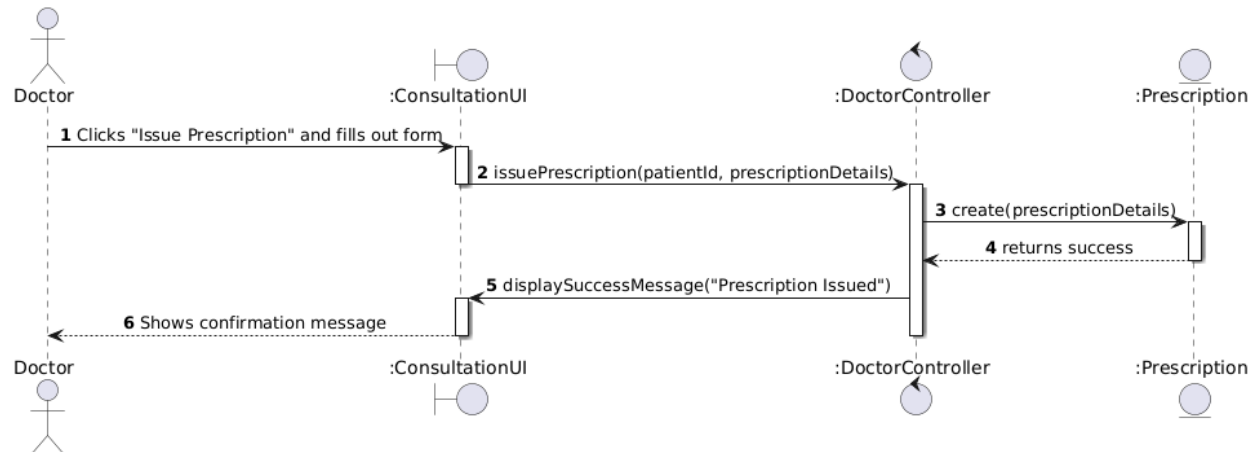 Doctor
:ConsultationUI
:DoctorController
:Prescription
1 Clicks "Issue Prescription" and fills out form
2 issuePrescription(patientId, prescriptionDetails)
3 create(prescriptionDetails)
4 returns success
5 displaySuccessMessage("Prescription Issued")
6 Shows confirmation message
Doctor
:ConsultationUI
:DoctorController
:Prescription